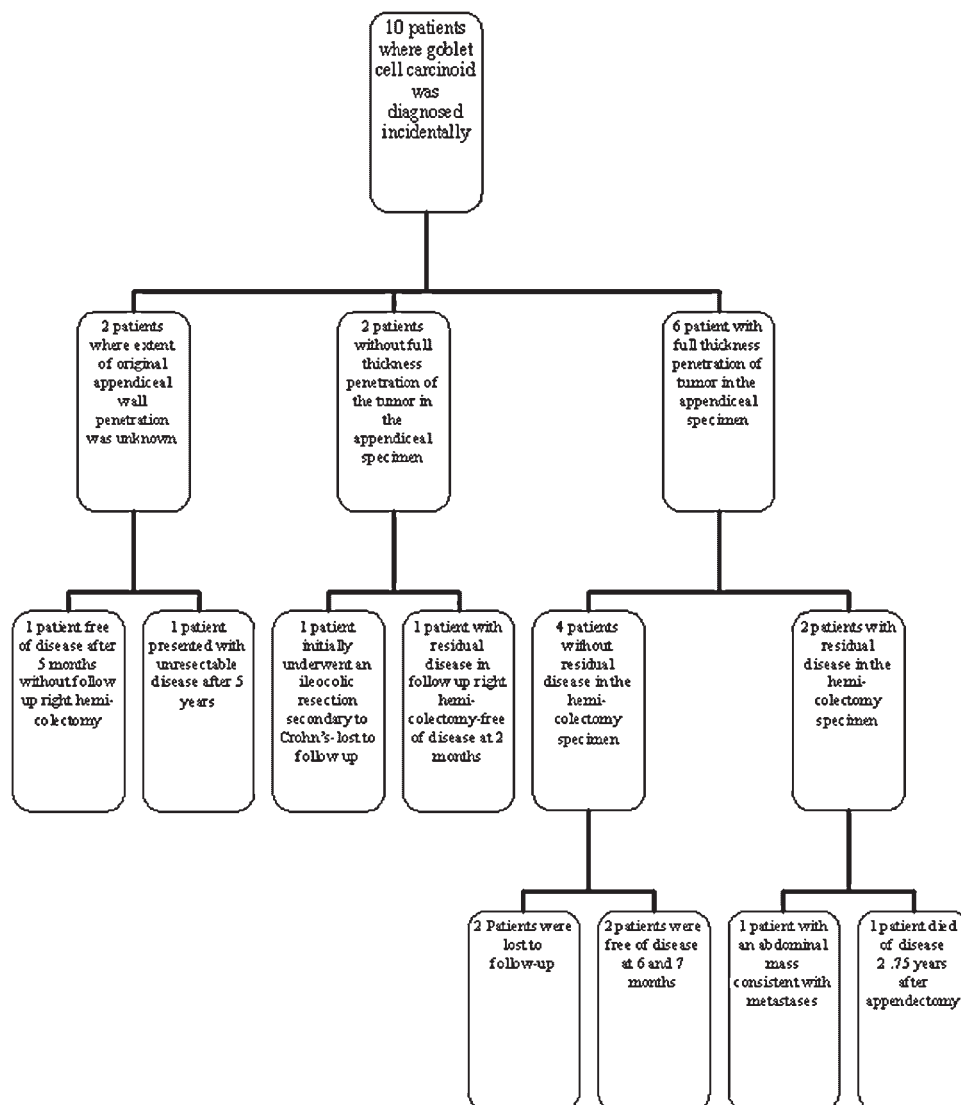 10 patients
where goblet
cell carcinoid
was
diagnosed
incidentally
2 patients
where extent
of original
appendiceal
wall
penetration
was unknown
2 patients
without full
thickness
penetration of
the tumor in
the
appendiceal
specimen
6 patient with
full thickness
penetration of
tumor in the
appendiceal
specimen
1 patient free
of disease after
5 months
without follow
up right hemi-
colectomy
1 patient
presented with
unresectable
disease after 5
years
1 patient
initially
underwent an
ileocolic
resection
secondary to
Crohn's- lost to
follow up
1 patient with
residual
disease in
follow up right
hemi-
colectomy-free
of disease at 2
months
4 patients
without
residual
disease in the
hemi-
colectomy
specimen
2 patients with
residual
disease in the
hemi-
colectomy
specimen
2 Patients were
lost to
follow-up
2 patients were
free of disease
at 6 and 7
months
1 patient with
an abdominal
mass
consistent with
metastases
1 patient died
of disease
2 .75 years
after
appendectomy